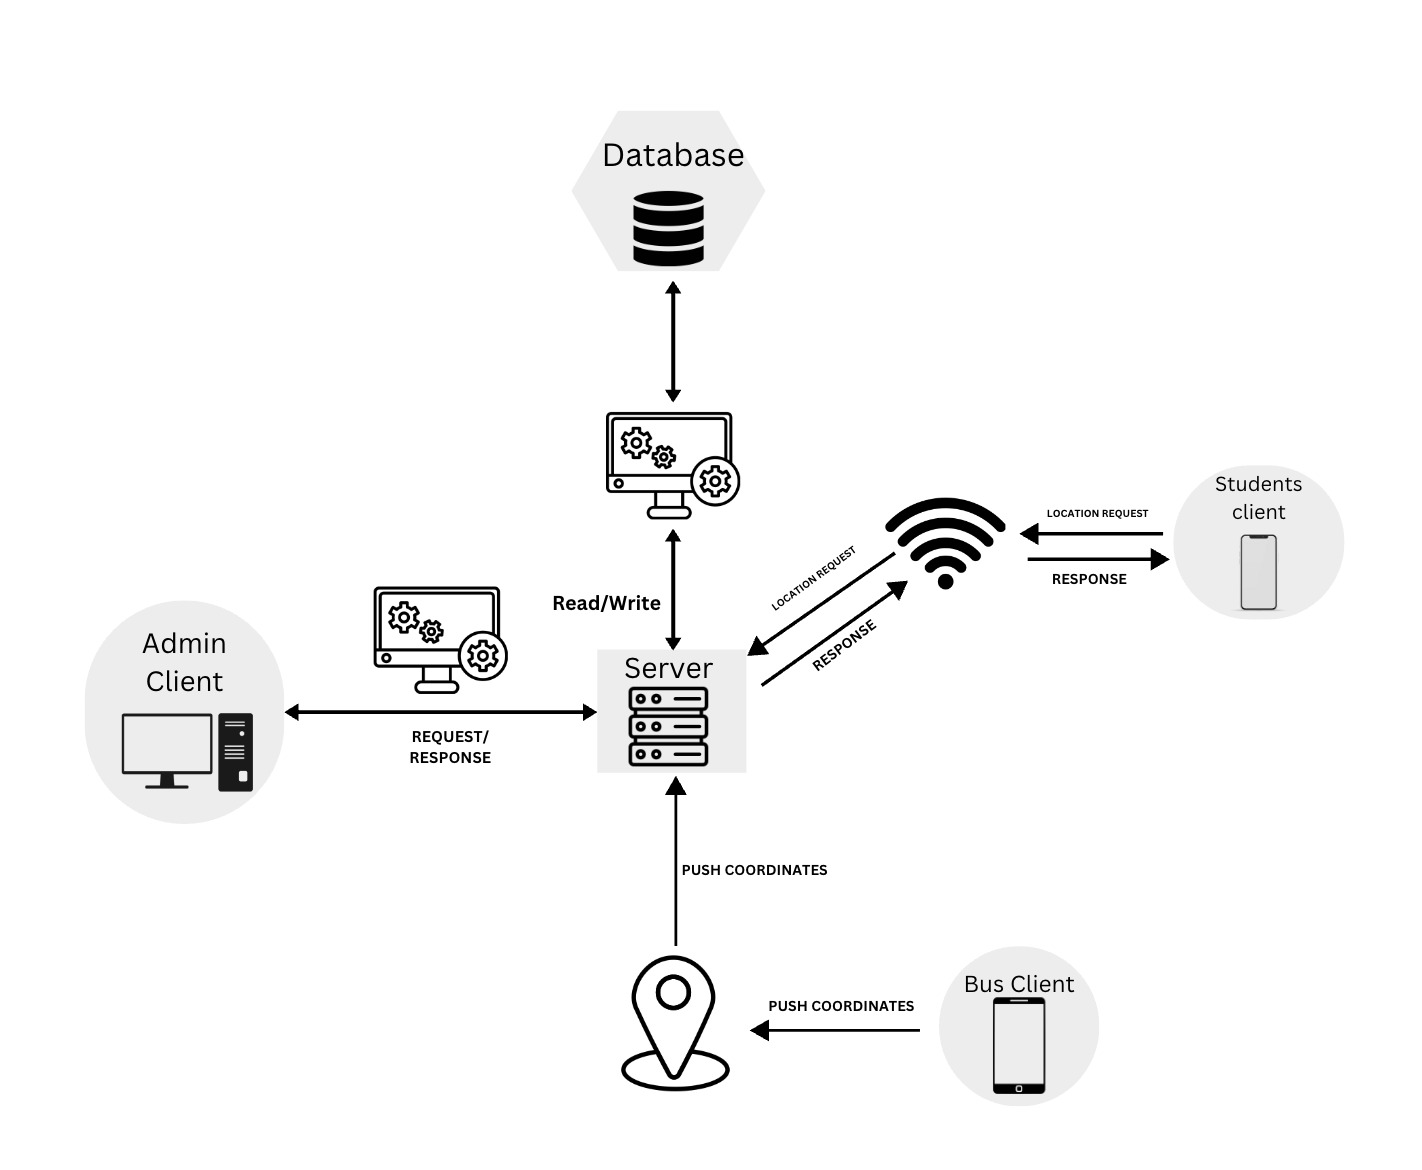 Database
Students
client
LOCATION REQUEST
RESPONSE
LOCATION REQUEST
RESPONSE
Read/Write
Server
Admin
Client
REQUEST/
RESPONSE
PUSH COORDINATES
Bus Client
PUSH COORDINATES